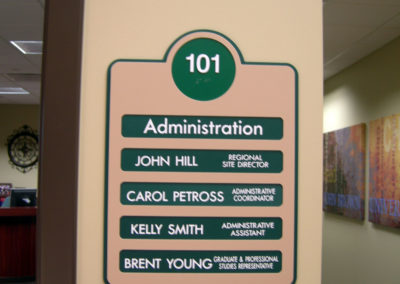 101
Administration
JOHN HILL REGIONAL
SITE DIRECTOR
CAROL PETROSS ADMINISTRATIVE
COORDINATOR
KELLY SMITH ADMINISTRATIVE
ASSISTANT
BRENT YOUNG GRADUATE & PROFESSIONAL
STUDIES REPRESENTATIVE